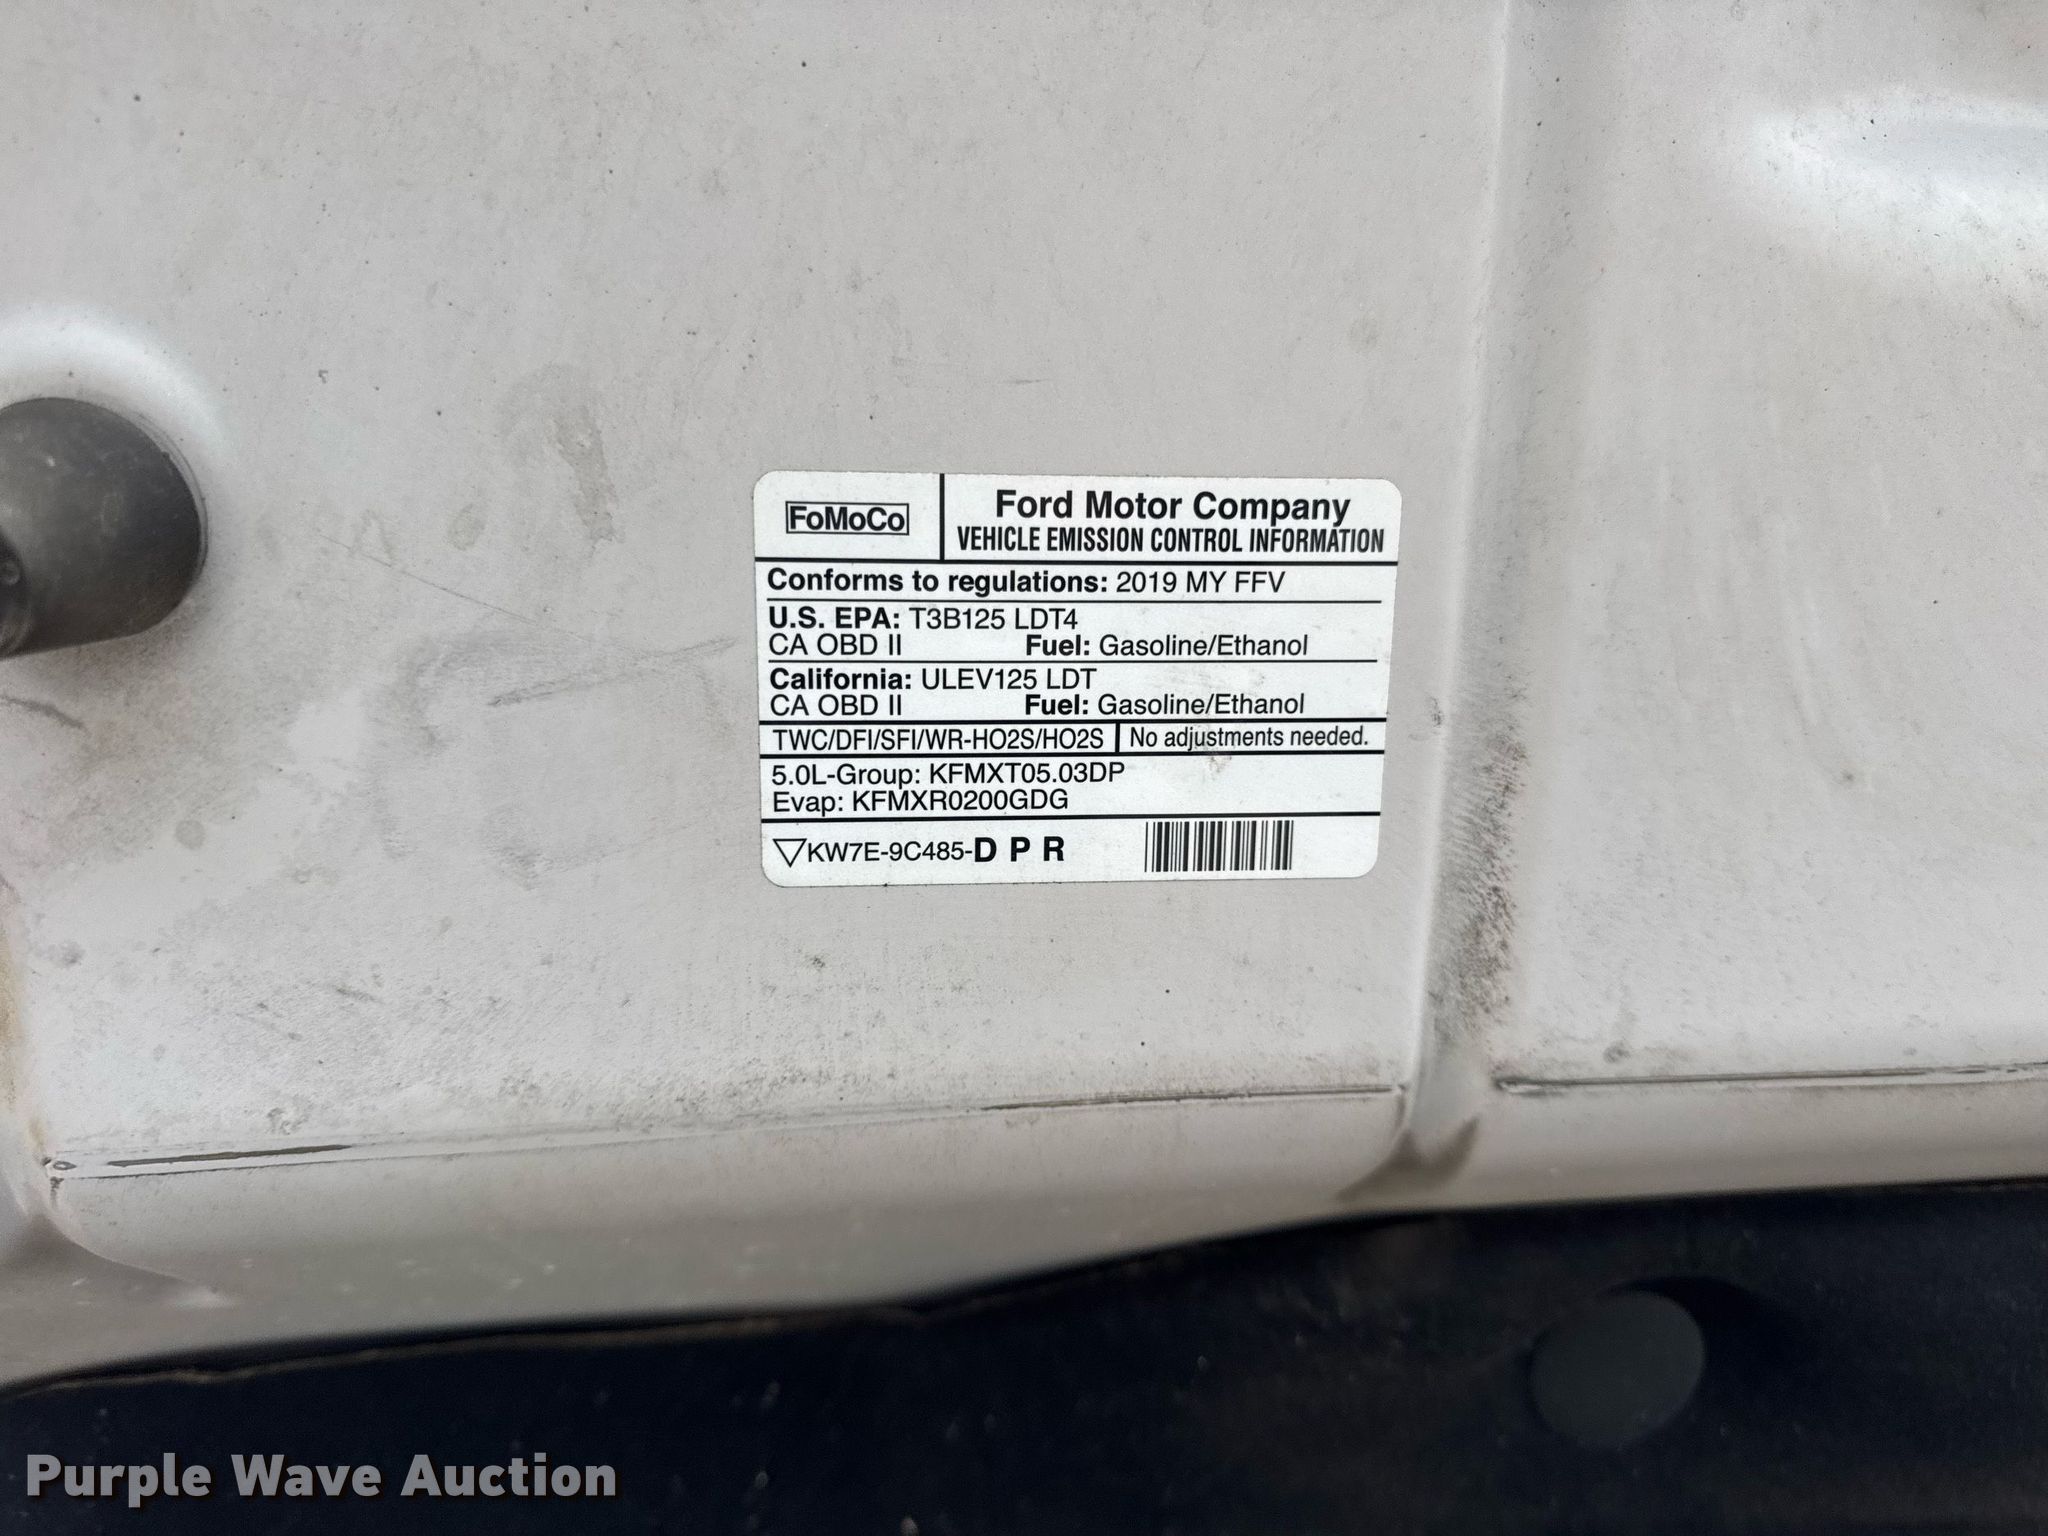 FoMoCo
Ford Motor Company
VEHICLE EMISSION CONTROL INFORMATION
Conforms to regulations: 2019 MY FFV
U.S. EPA: T3B125 LDT4
CA OBD II Fuel: Gasoline/Ethanol
California: ULEV125 LDT
CA OBD II Fuel: Gasoline/Ethanol
TWC/DFI/SFI/WR-HO2S/HO2S No adjustments needed.
5.0L-Group: KFMXT05.03DP
Evap: KFMXR0200GDG
KW7E-9C485-D P R
Purple Wave Auction